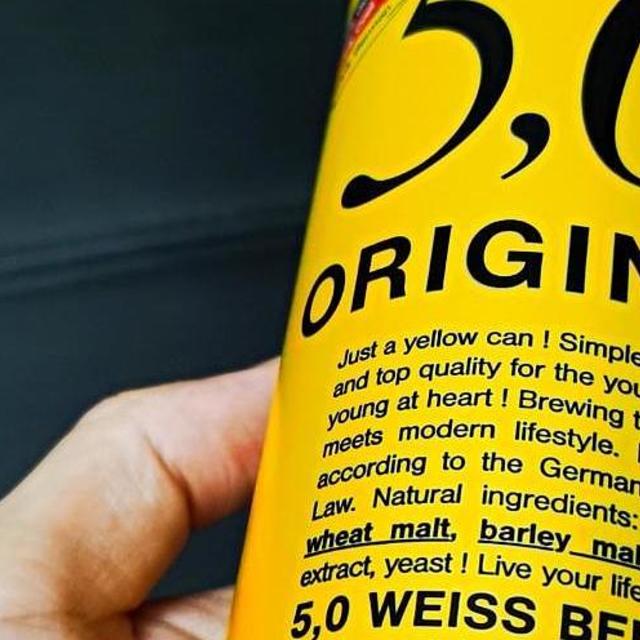 5,0
ORIGIN
Just a yellow can ! Simple
and top quality for the you
young at heart ! Brewing t
meets modern lifestyle.
according to the German
Law. Natural ingredients:
wheat malt, barley mal
extract, yeast ! Live your life
5,0 WEISS BE